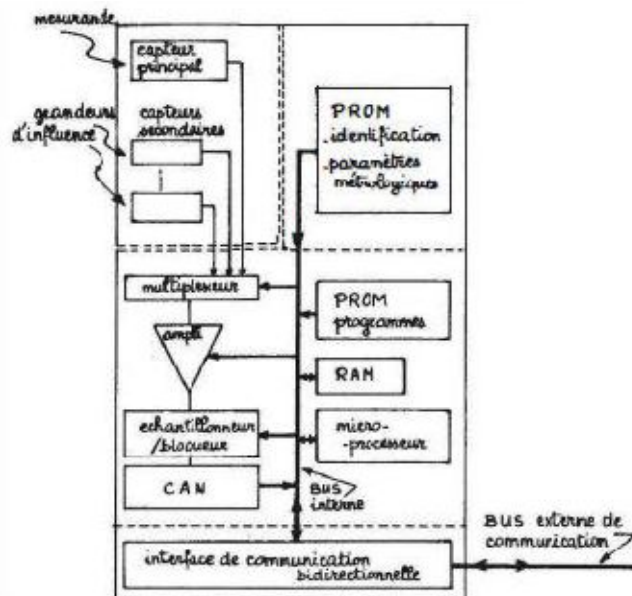 mesurande
capteur
principal
grandeurs
d'influence
capteurs
secondaires
PROM
-identification
-paramètres
métrologiques
multiplexeur
ampli
PROM
programmes
RAM
echantillonneur
/bloqueur
micro-
-processeur
CAN
BUS
interne
BUS externe de
communication
interface de communication
bidirectionnelle